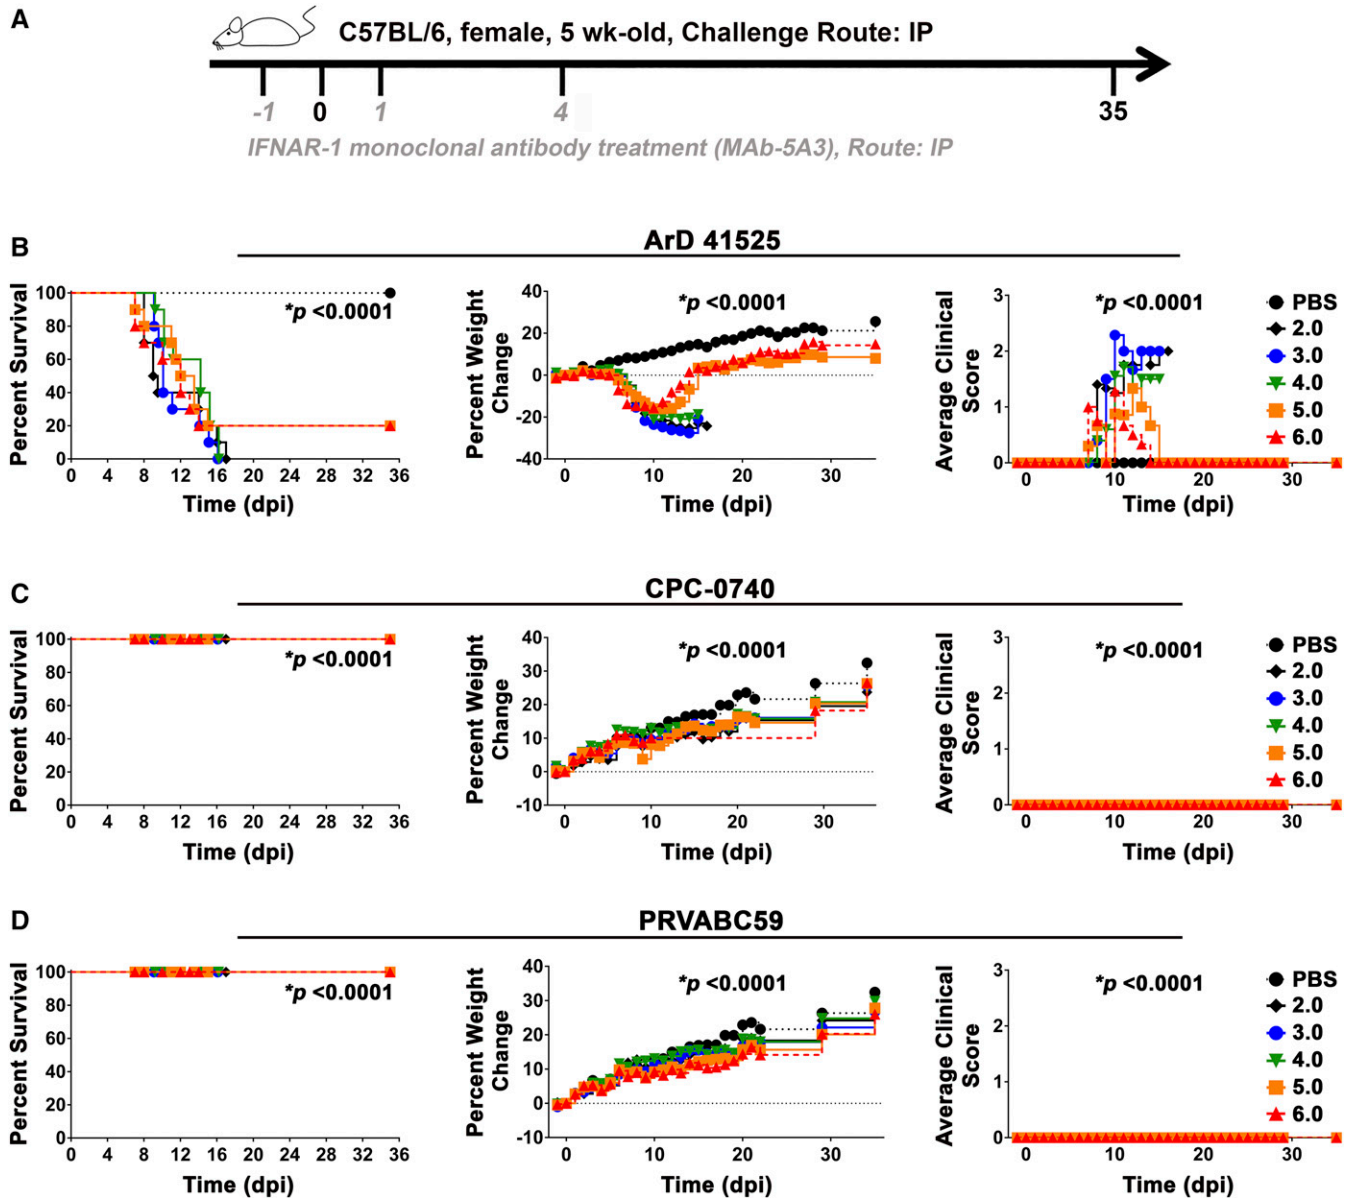 A
C57BL/6, female, 5 wk-old, Challenge Route: IP
-1 0 1 4 35
IFNAR-1 monoclonal antibody treatment (MAb-5A3), Route: IP
B
ArD 41525
Percent Survival
100
80
60
40
20
0
0 4 8 12 16 20 24 28 32 36
Time (dpi)
*p <0.0001
Percent Weight
Change
40
20
0
-20
-40
0 10 20 30
Time (dpi)
*p <0.0001
Average Clinical
Score
3
2
1
0
0 10 20 30
Time (dpi)
*p <0.0001
PBS
2.0
3.0
4.0
5.0
6.0
C
CPC-0740
Percent Survival
100
80
60
40
20
0
0 4 8 12 16 20 24 28 32 36
Time (dpi)
*p <0.0001
Percent Weight
Change
40
30
20
10
0
-10
0 10 20 30
Time (dpi)
*p <0.0001
Average Clinical
Score
3
2
1
0
0 10 20 30
Time (dpi)
*p <0.0001
PBS
2.0
3.0
4.0
5.0
6.0
D
PRVABC59
Percent Survival
100
80
60
40
20
0
0 4 8 12 16 20 24 28 32 36
Time (dpi)
*p <0.0001
Percent Weight
Change
40
30
20
10
0
-10
0 10 20 30
Time (dpi)
*p <0.0001
Average Clinical
Score
3
2
1
0
0 10 20 30
Time (dpi)
*p <0.0001
PBS
2.0
3.0
4.0
5.0
6.0